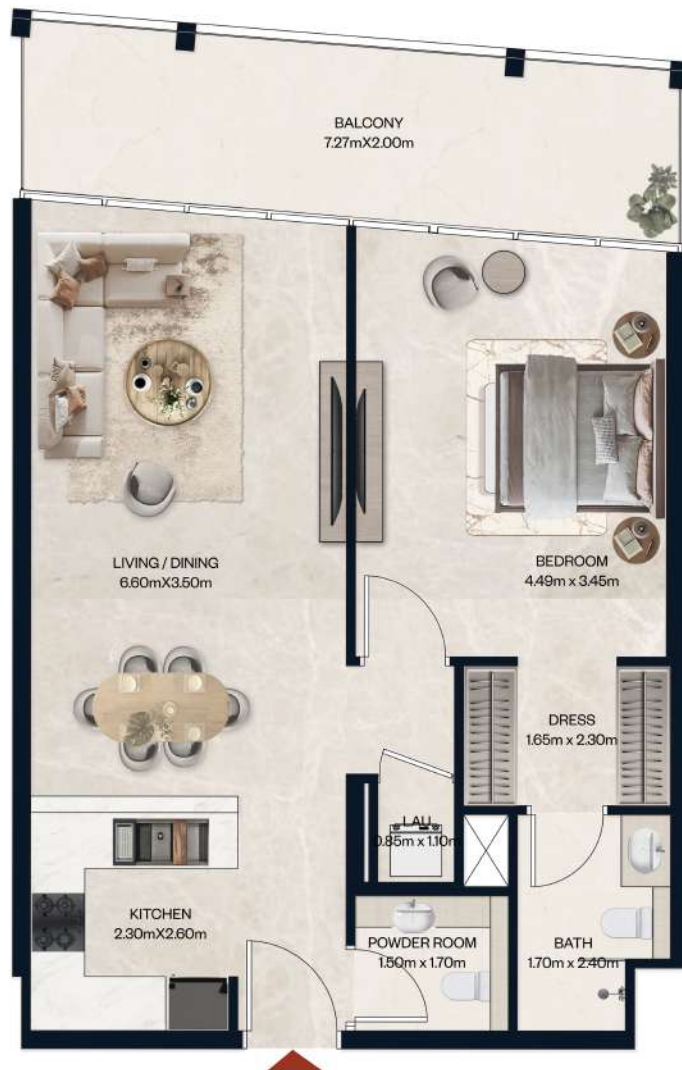 BALCONY
7.27mX2.00m
LIVING / DINING
6.60mX3.50m
BEDROOM
4.49m x 3.45m
DRESS
1.65m x 2.30m
LAU
0.85m x 1.10m
KITCHEN
2.30mX2.60m
POWDER ROOM
1.50m x 1.70m
BATH
1.70m x 2.40m